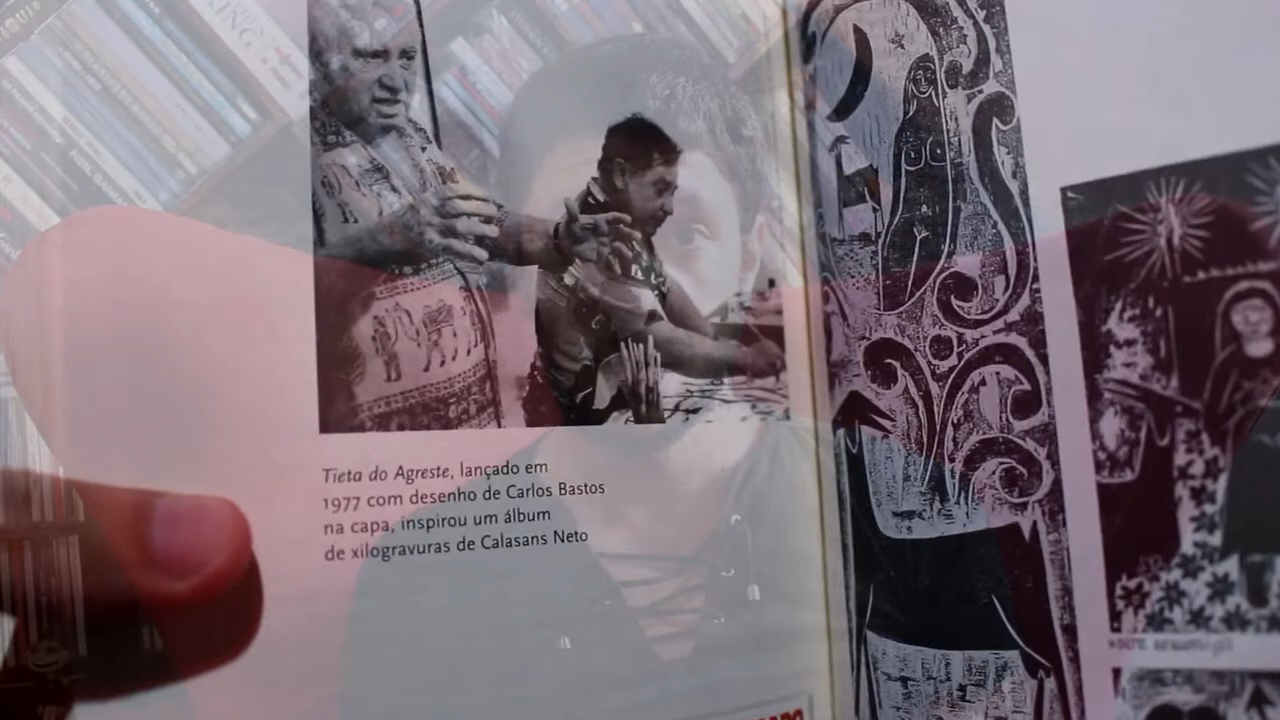 Tieta do Agreste, lançado em
1977 com desenho de Carlos Bastos
na capa, inspirou um álbum
de xilogravuras de Calasans Neto